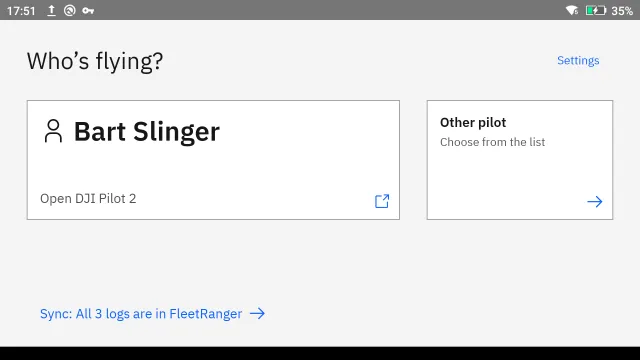 17:51
35%
Who's flying?
Settings
Bart Slinger
Open DJI Pilot 2
Other pilot
Choose from the list
Sync: All 3 logs are in FleetRanger